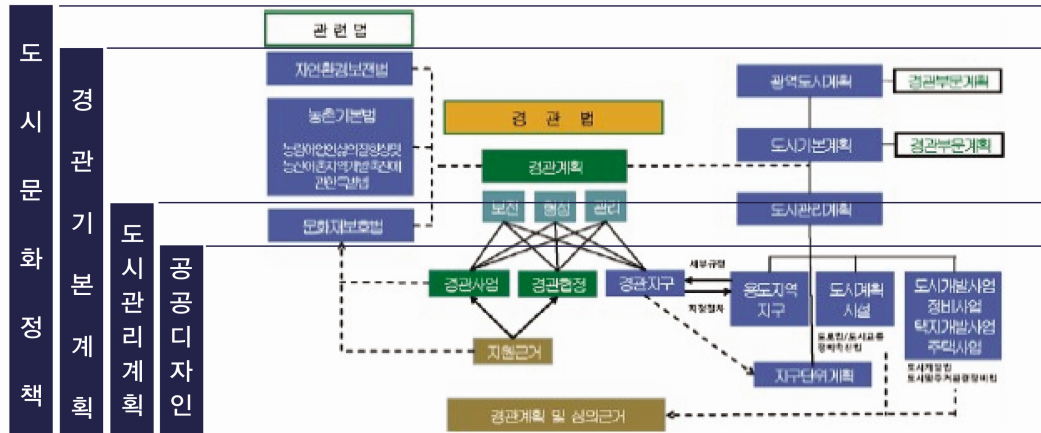 도시문화정책
경관기본계획
도시관리계획
공공디자인
관련법
자연환경보전법
농촌기본법
농림어업인삶의질향상및
농산어촌지역개발촉진에
관한특별법
문화재보호법
경관법
경관계획
보전
형성
관리
경관사업
경관협정
경관지구
지원근거
경관계획 및 심의근거
광역도시계획
경관부문계획
도시기본계획
경관부문계획
도시관리계획
세부규정
지정절차
용도지역
지구
도시계획
시설
도시개발사업
정비사업
택지개발사업
주택사업
지구단위계획